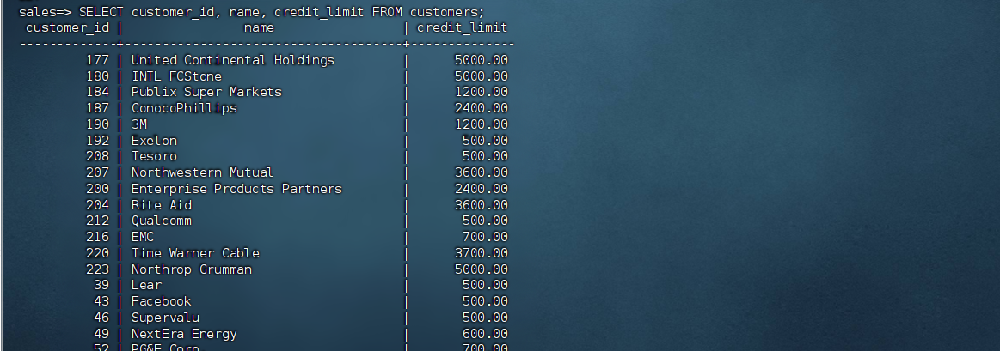 sales=> SELECT customer_id, name, credit_limit FROM customers;
 customer_id |                name                 | credit_limit
-------------+-------------------------------------+--------------
         177 | United Continental Holdings         |      5000.00
         180 | INTL FCStone                        |      5000.00
         184 | Publix Super Markets                |      1200.00
         187 | ConocoPhillips                      |      2400.00
         190 | 3M                                  |      1200.00
         192 | Exelon                              |       500.00
         208 | Tesoro                              |       500.00
         207 | Northwestern Mutual                 |      3600.00
         200 | Enterprise Products Partners        |      2400.00
         204 | Rite Aid                            |      3600.00
         212 | Qualcomm                            |       500.00
         216 | EMC                                 |       700.00
         220 | Time Warner Cable                   |      3700.00
         223 | Northrop Grumman                    |      5000.00
          39 | Lear                                |       500.00
          43 | Facebook                            |       500.00
          46 | Supervalu                           |       500.00
          49 | NextEra Energy                      |       600.00
          52 | PG&E Corp                           |       700.00